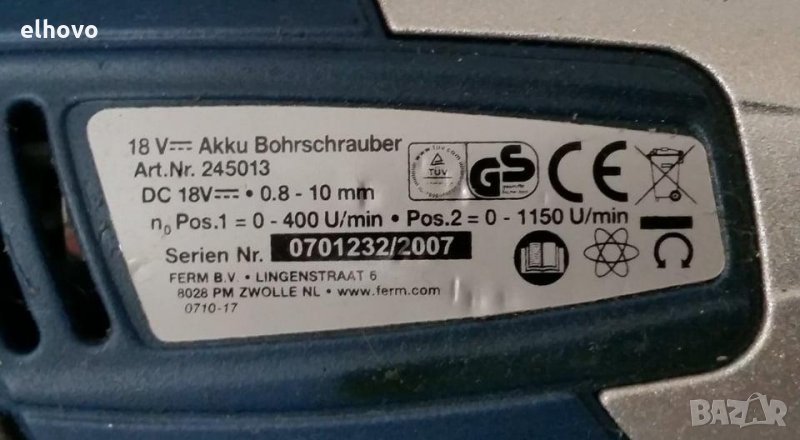 elhovo
18 V⎓ Akku Bohrschrauber
Art.Nr. 245013
DC 18V⎓ • 0.8 - 10 mm
n₀ Pos.1 = 0 - 400 U/min • Pos.2 = 0 - 1150 U/min
Serien Nr. 0701232/2007
FERM B.V. • LINGENSTRAAT 6
8028 PM ZWOLLE NL • www.ferm.com
0710-17
TÜV
GS
CE
BAZAR